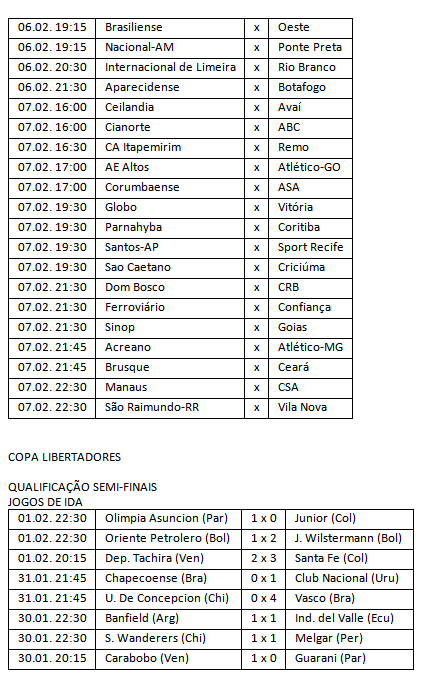 06.02. 19:15 Brasiliense x Oeste
06.02. 19:15 Nacional-AM x Ponte Preta
06.02. 20:30 Internacional de Limeira x Rio Branco
06.02. 21:30 Aparecidense x Botafogo
07.02. 16:00 Ceilandia x Avaí
07.02. 16:00 Cianorte x ABC
07.02. 16:30 CA Itapemirim x Remo
07.02. 17:00 AE Altos x Atlético-GO
07.02. 17:00 Corumbaense x ASA
07.02. 19:30 Globo x Vitória
07.02. 19:30 Parnahyba x Coritiba
07.02. 19:30 Santos-AP x Sport Recife
07.02. 19:30 Sao Caetano x Criciúma
07.02. 21:30 Dom Bosco x CRB
07.02. 21:30 Ferroviário x Confiança
07.02. 21:30 Sinop x Goias
07.02. 21:45 Acreano x Atlético-MG
07.02. 21:45 Brusque x Ceará
07.02. 22:30 Manaus x CSA
07.02. 22:30 São Raimundo-RR x Vila Nova
COPA LIBERTADORES
QUALIFICAÇÃO SEMI-FINAIS
JOGOS DE IDA
01.02. 22:30 Olimpia Asuncion (Par) 1 x 0 Junior (Col)
01.02. 22:30 Oriente Petrolero (Bol) 1 x 2 J. Wilstermann (Bol)
01.02. 20:15 Dep. Tachira (Ven) 2 x 3 Santa Fe (Col)
31.01. 21:45 Chapecoense (Bra) 0 x 1 Club Nacional (Uru)
31.01. 21:45 U. De Concepcion (Chi) 0 x 4 Vasco (Bra)
30.01. 22:30 Banfield (Arg) 1 x 1 Ind. del Valle (Ecu)
30.01. 22:30 S. Wanderers (Chi) 1 x 1 Melgar (Per)
30.01. 20:15 Carabobo (Ven) 1 x 0 Guarani (Par)